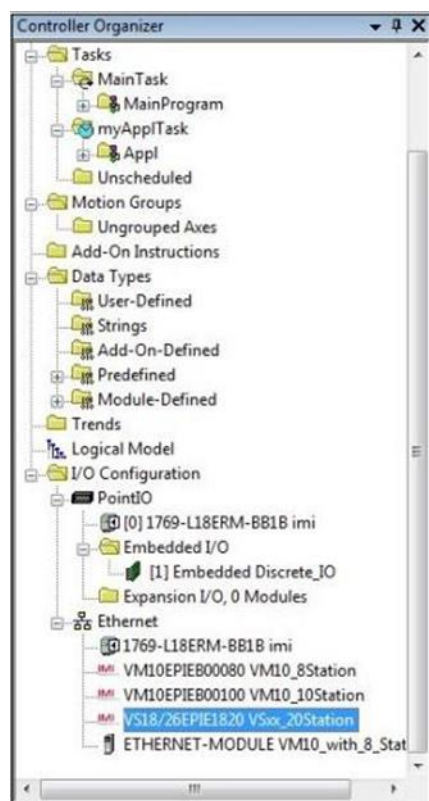 Controller Organizer
Tasks
MainTask
MainProgram
myApplTask
Appl
Unscheduled
Motion Groups
Ungrouped Axes
Add-On Instructions
Data Types
User-Defined
Strings
Add-On-Defined
Predefined
Module-Defined
Trends
Logical Model
I/O Configuration
PointIO
[0] 1769-L18ERM-BB1B imi
Embedded I/O
[1] Embedded Discrete_IO
Expansion I/O, 0 Modules
Ethernet
1769-L18ERM-BB1B imi
IMI VM10EPIEB00080 VM10_8Station
IMI VM10EPIEB00100 VM10_10Station
IMI VS18/26EPIE1820 VSxx_20Station
ETHERNET-MODULE VM10_with_8_Stat